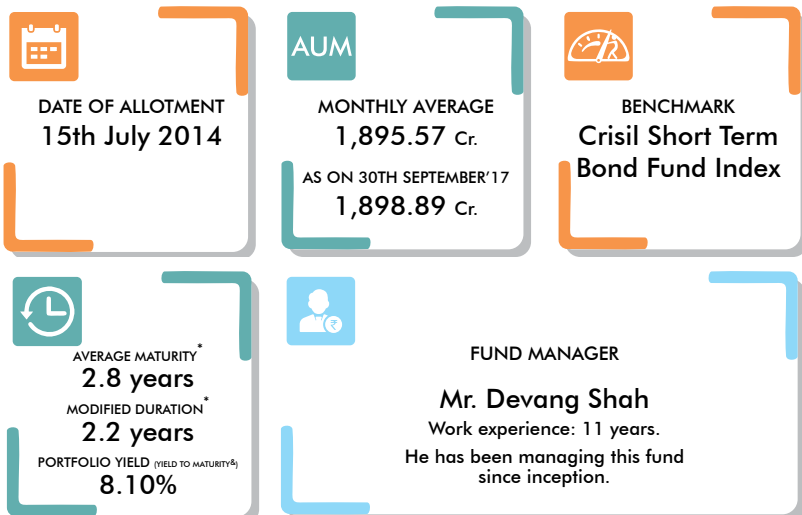 DATE OF ALLOTMENT
15th July 2014
AUM
MONTHLY AVERAGE
1,895.57 Cr.
AS ON 30TH SEPTEMBER’17
1,898.89 Cr.
BENCHMARK
Crisil Short Term
Bond Fund Index
AVERAGE MATURITY*
2.8 years
MODIFIED DURATION*
2.2 years
PORTFOLIO YIELD (YIELD TO MATURITY&)
8.10%
₹
FUND MANAGER
Mr. Devang Shah
Work experience: 11 years.
He has been managing this fund
since inception.